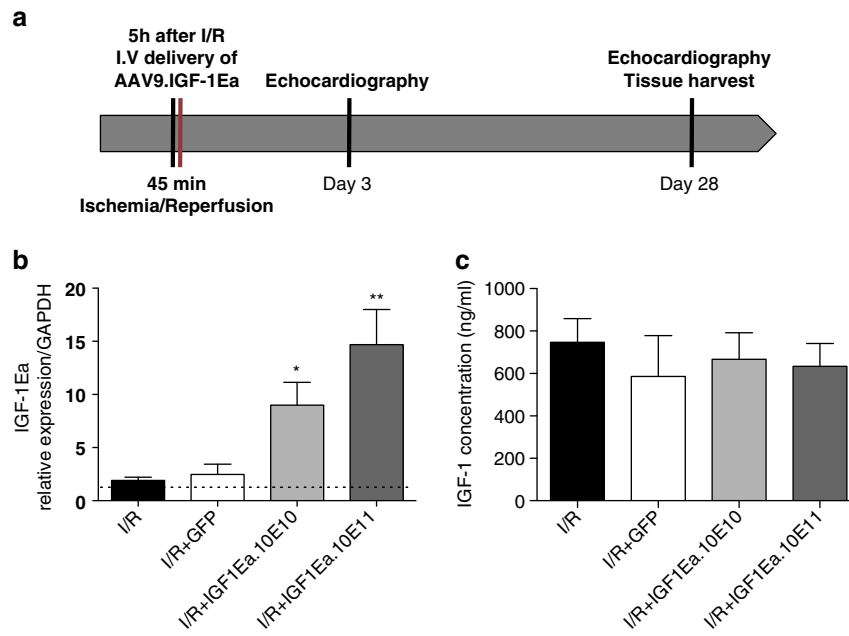 a
5h after I/R
I.V delivery of
AAV9.IGF-1Ea
Echocardiography
Echocardiography
Tissue harvest
45 min
Ischemia/Reperfusion
Day 3
Day 28
b
IGF-1Ea
relative expression/GAPDH
20
15
10
5
0
*
**
I/R
I/R+GFP
I/R+IGF1Ea.10E10
I/R+IGF1Ea.10E11
c
IGF-1 concentration (ng/ml)
1000
800
600
400
200
0
I/R
I/R+GFP
I/R+IGF1Ea.10E10
I/R+IGF1Ea.10E11